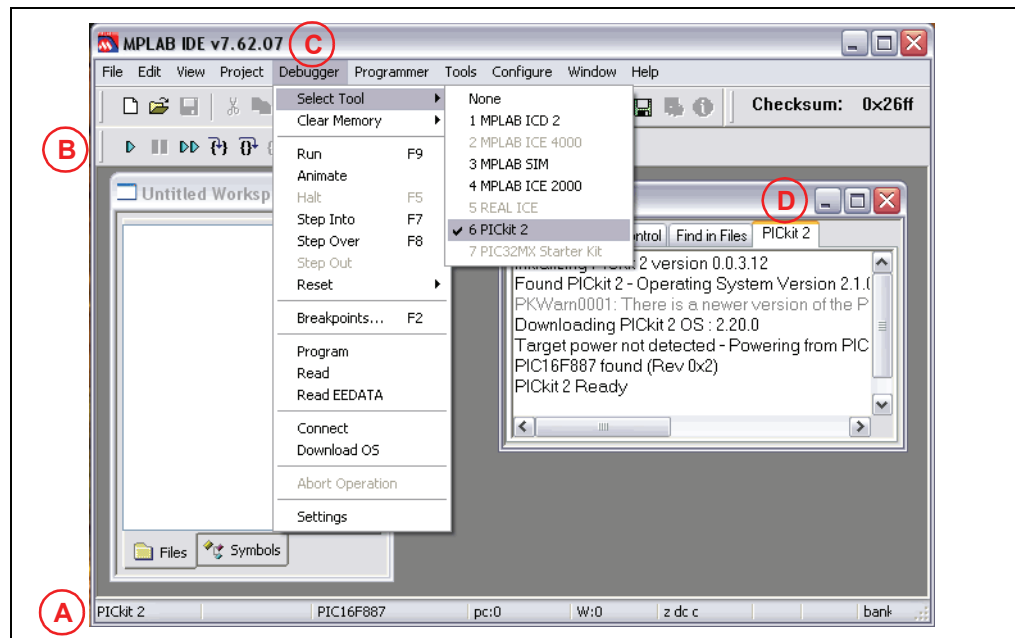 MPLAB IDE v7.62.07
C
File Edit View Project Debugger Programmer Tools Configure Window Help
Checksum: 0x26ff
B
Select Tool
Clear Memory
Run F9
Animate
Halt F5
Step Into F7
Step Over F8
Step Out
Reset
Breakpoints... F2
Program
Read
Read EEDATA
Connect
Download OS
Abort Operation
Settings
None
1 MPLAB ICD 2
2 MPLAB ICE 4000
3 MPLAB SIM
4 MPLAB ICE 2000
5 REAL ICE
6 PICkit 2
7 PIC32MX Starter Kit
Untitled Worksp
Files Symbols
D
ntrol Find in Files PICkit 2
2 version 0.0.3.12
Found PICkit 2 - Operating System Version 2.1.(
PKWarn0001: There is a newer version of the P
Downloading PICkit 2 OS : 2.20.0
Target power not detected - Powering from PIC
PIC16F887 found (Rev 0x2)
PICkit 2 Ready
A
PICkit 2 PIC16F887 pc:0 W:0 z dc c bank